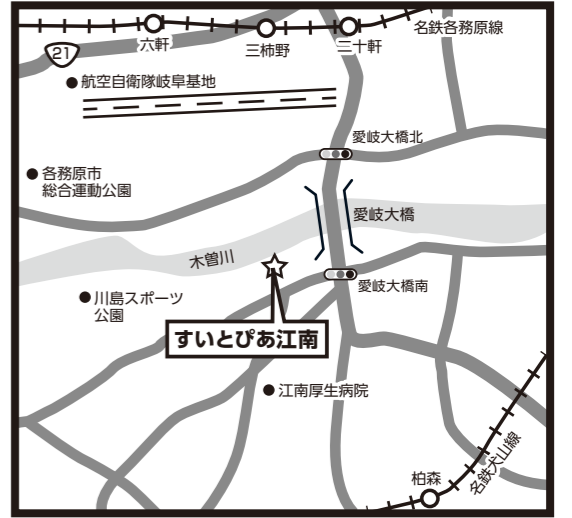 名鉄各務原線
六軒
三柿野
二十軒
21
航空自衛隊岐阜基地
愛岐大橋北
各務原市
総合運動公園
愛岐大橋
木曽川
愛岐大橋南
川島スポーツ
公園
すいとぴあ江南
江南厚生病院
柏森
名鉄犬山線